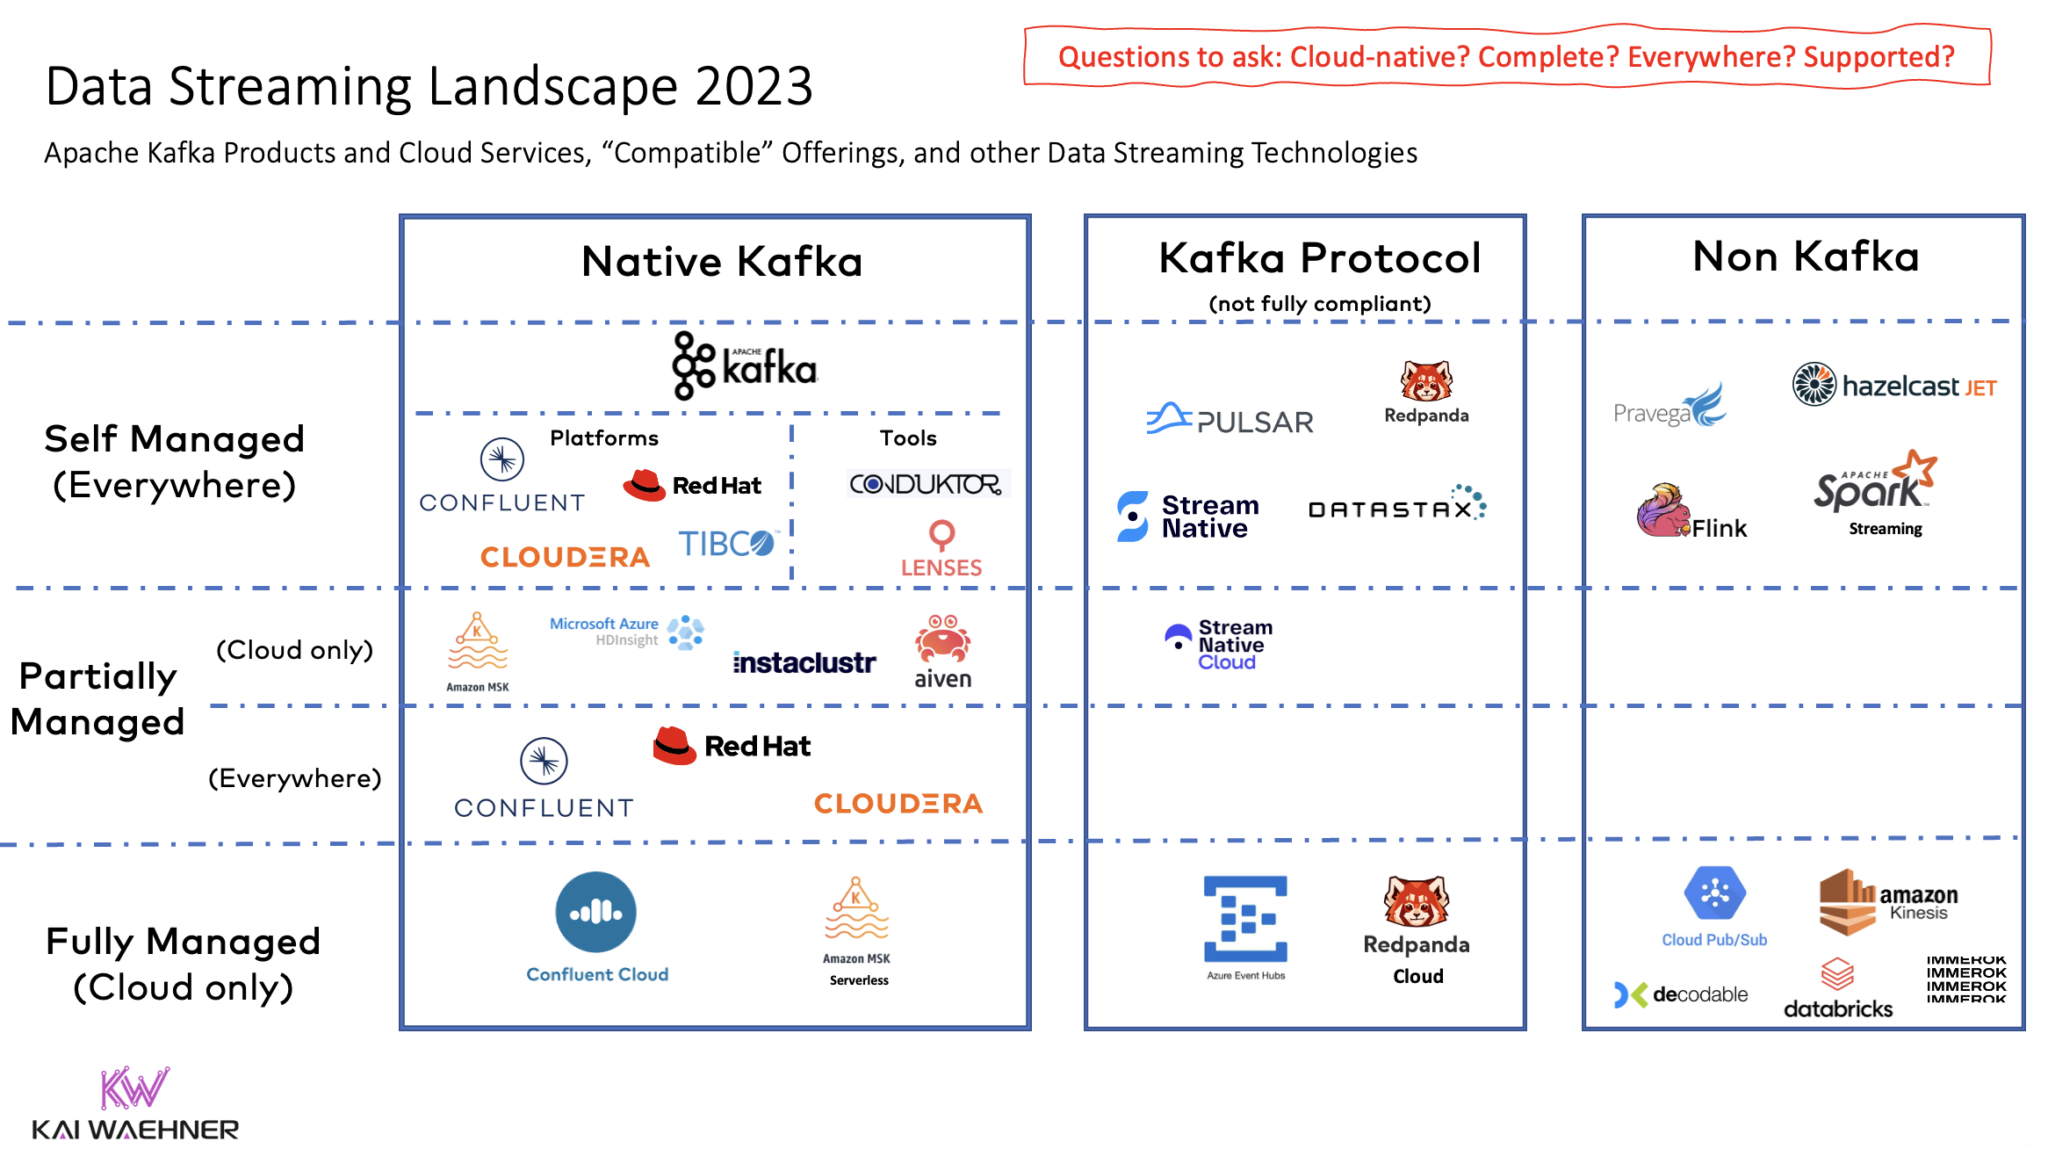 Questions to ask: Cloud-native? Complete? Everywhere? Supported?
Data Streaming Landscape 2023
Apache Kafka Products and Cloud Services, “Compatible” Offerings, and other Data Streaming Technologies
Native Kafka
Kafka Protocol
(not fully compliant)
Non Kafka
Self Managed
(Everywhere)
APACHE
kafka
Platforms
Tools
CONFLUENT
Red Hat
CLOUDERA
TIBCO™
CONDUKTOR
LENSES
PULSAR
Redpanda
Stream
Native
DATASTAX
Pravega
hazelcast JET
Flink
APACHE
Spark™
Streaming
Partially
Managed
(Cloud only)
Amazon MSK
Microsoft Azure
HDInsight
instaclustr
aiven
Stream
Native
Cloud
(Everywhere)
CONFLUENT
Red Hat
CLOUDERA
Fully Managed
(Cloud only)
Confluent Cloud
K
Amazon MSK
Serverless
Azure Event Hubs
Redpanda
Cloud
Cloud Pub/Sub
amazon
Kinesis
decodable
databricks
IMMEROK
IMMEROK
IMMEROK
IMMEROK
KW
KAI WAEHNER